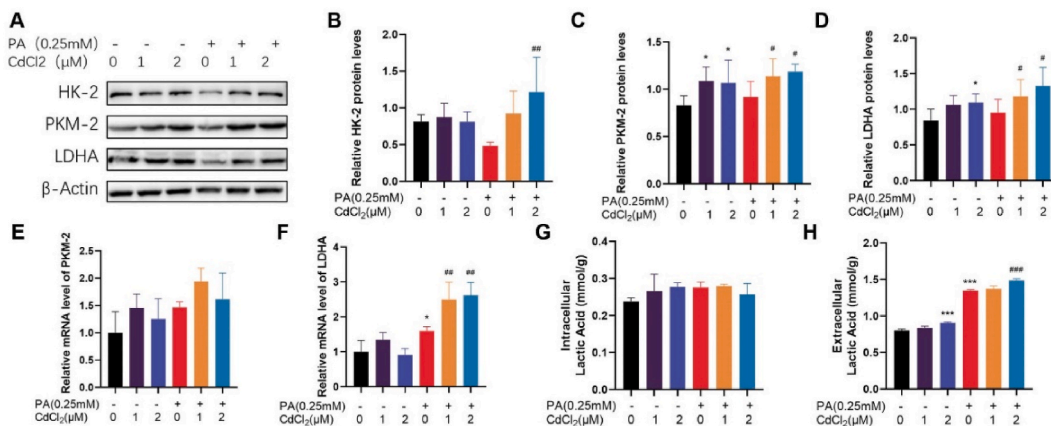 A
PA (0.25mM) - - - + + +
CdCl2 (μM) 0 1 2 0 1 2
HK-2
PKM-2
LDHA
β-Actin
B
Relative HK-2 protein leves
2.0
1.5
1.0
0.5
0.0
##
PA(0.25mM) - - - + + +
CdCl₂(μM) 0 1 2 0 1 2
C
Relative PKM-2 protein leves
1.5
1.0
0.5
0.0
* * # #
PA(0.25mM) - - - + + +
CdCl₂(μM) 0 1 2 0 1 2
D
Relative LDHA protein leves
2.0
1.5
1.0
0.5
0.0
* # #
PA(0.25mM) - - - + + +
CdCl₂(μM) 0 1 2 0 1 2
E
Relative mRNA level of PKM-2
2.5
2.0
1.5
1.0
0.5
0.0
PA(0.25mM) - - - + + +
CdCl₂(μM) 0 1 2 0 1 2
F
Relative mRNA level of LDHA
4
3
2
1
0
* ## ##
PA(0.25mM) - - - + + +
CdCl₂(μM) 0 1 2 0 1 2
G
Intracellular
Lactic Acid (mmol/g)
0.4
0.3
0.2
0.1
0.0
PA(0.25mM) - - - + + +
CdCl₂(μM) 0 1 2 0 1 2
H
Extracellular
Lactic Acid (mmol/g)
2.0
1.5
1.0
0.5
0.0
*** *** ###
PA(0.25mM) - - - + + +
CdCl₂(μM) 0 1 2 0 1 2